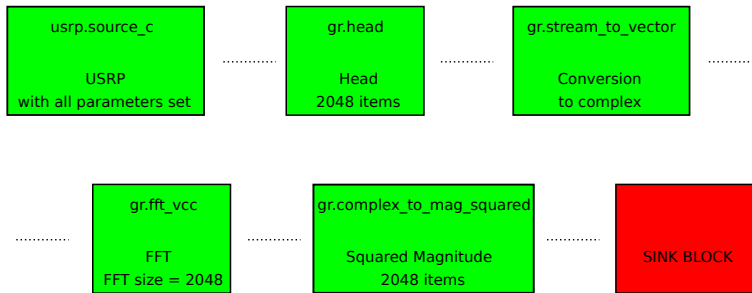 usrp.source_c
USRP
with all parameters set
gr.head
Head
2048 items
gr.stream_to_vector
Conversion
to complex
gr.fft_vcc
FFT
FFT size = 2048
gr.complex_to_mag_squared
Squared Magnitude
2048 items
SINK BLOCK